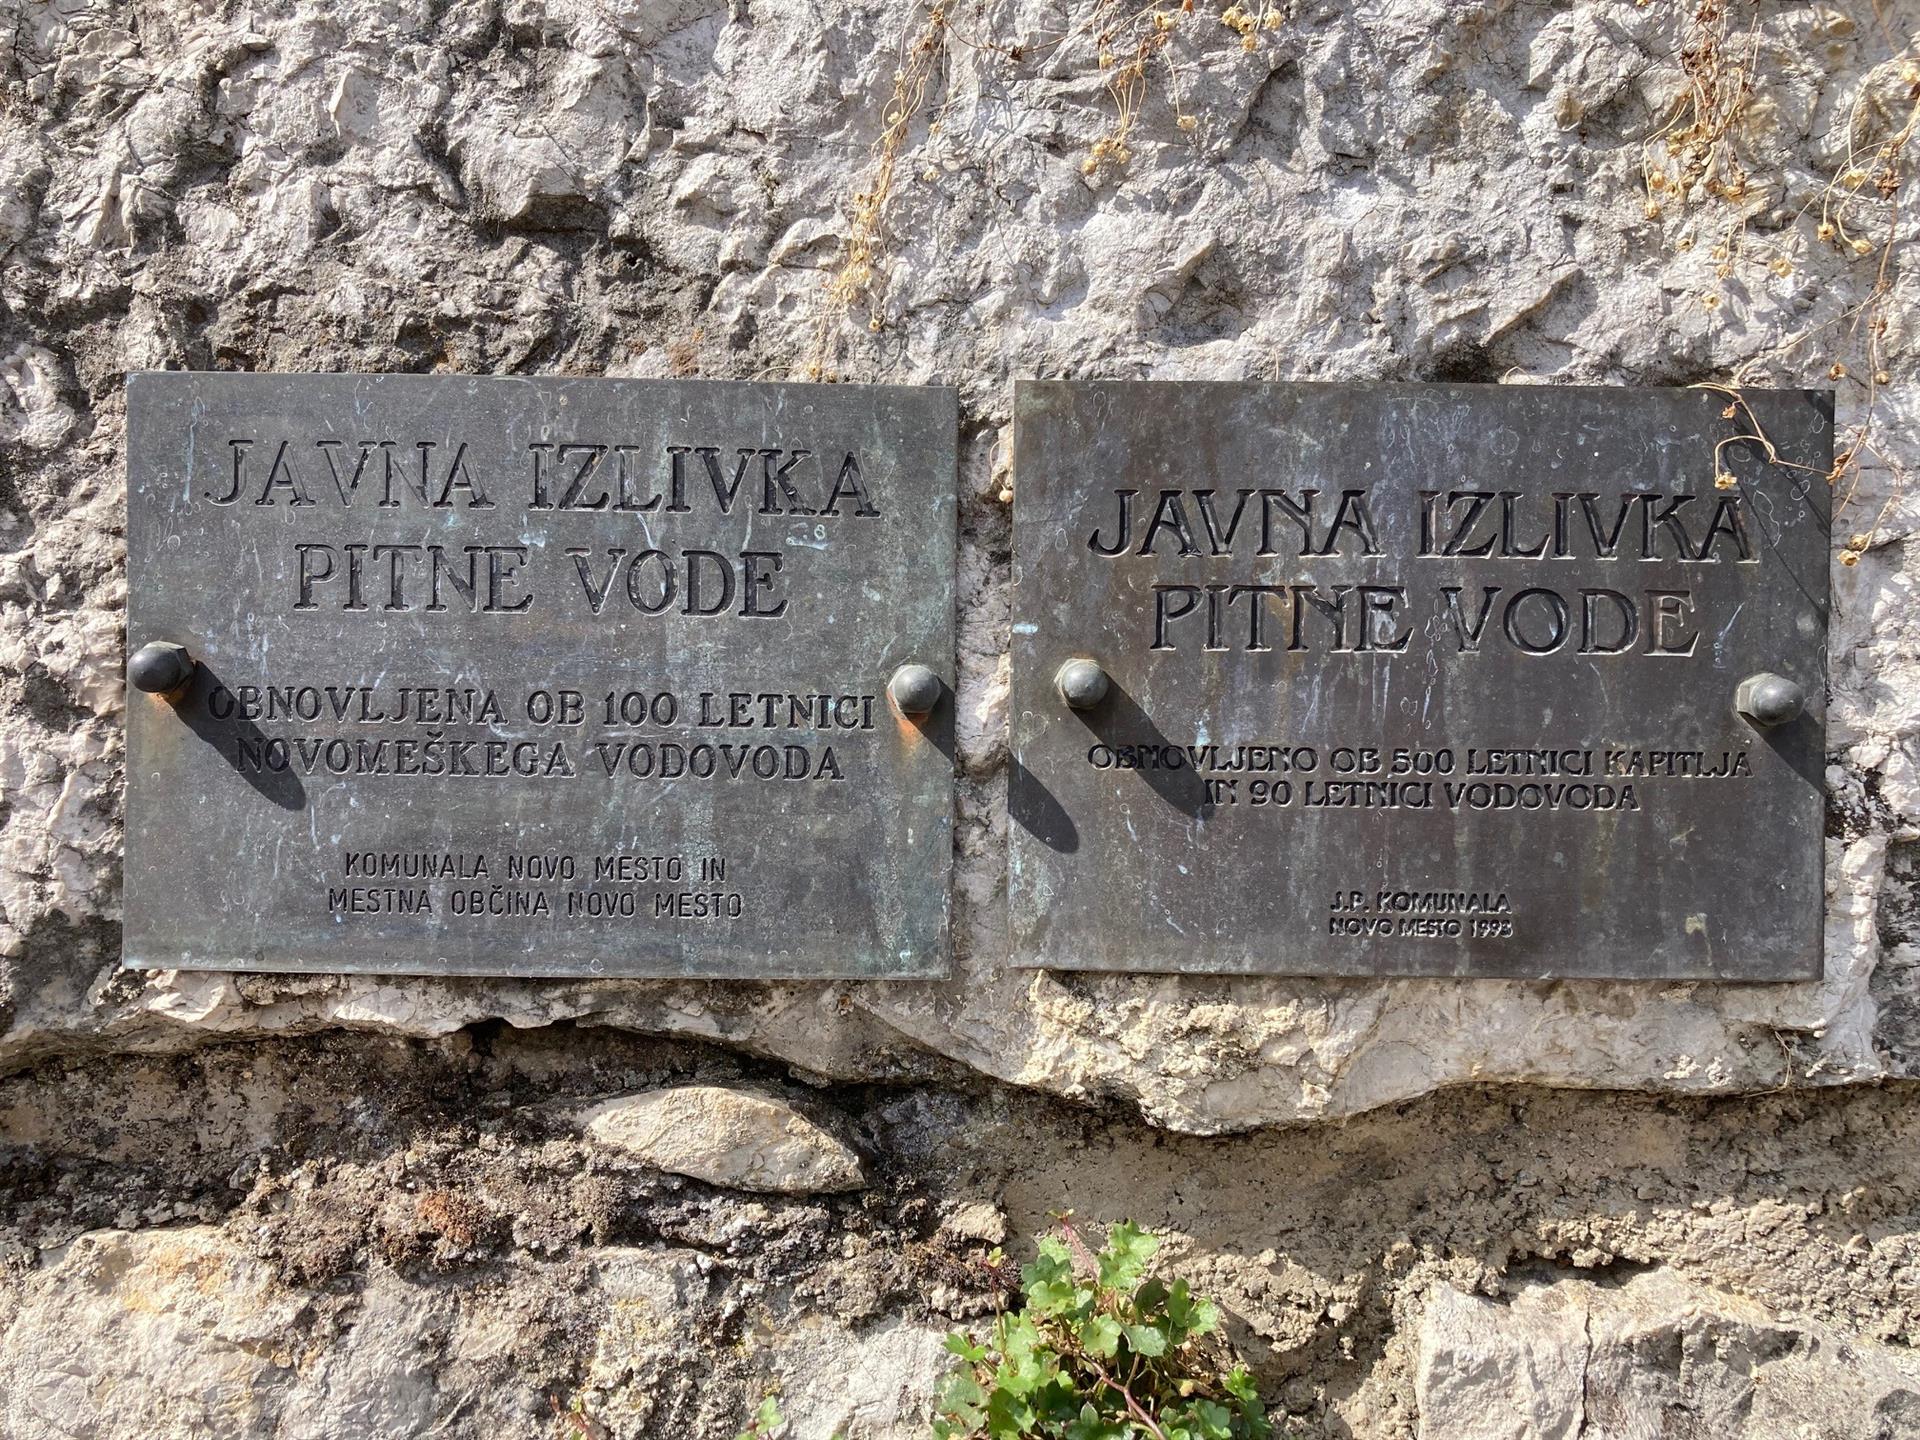 JAVNA IZLIVKA
PITNE VODE
OBNOVLJENA OB 100 LETNICI
NOVOMEŠKEGA VODOVODA
KOMUNALA NOVO MESTO IN
MESTNA OBČINA NOVO MESTO
JAVNA IZLIVKA
PITNE VODE
OBNOVLJENO OB 500 LETNICI KAPITLJA
IN 90 LETNICI VODOVODA
J.P. KOMUNALA
NOVO MESTO 1993